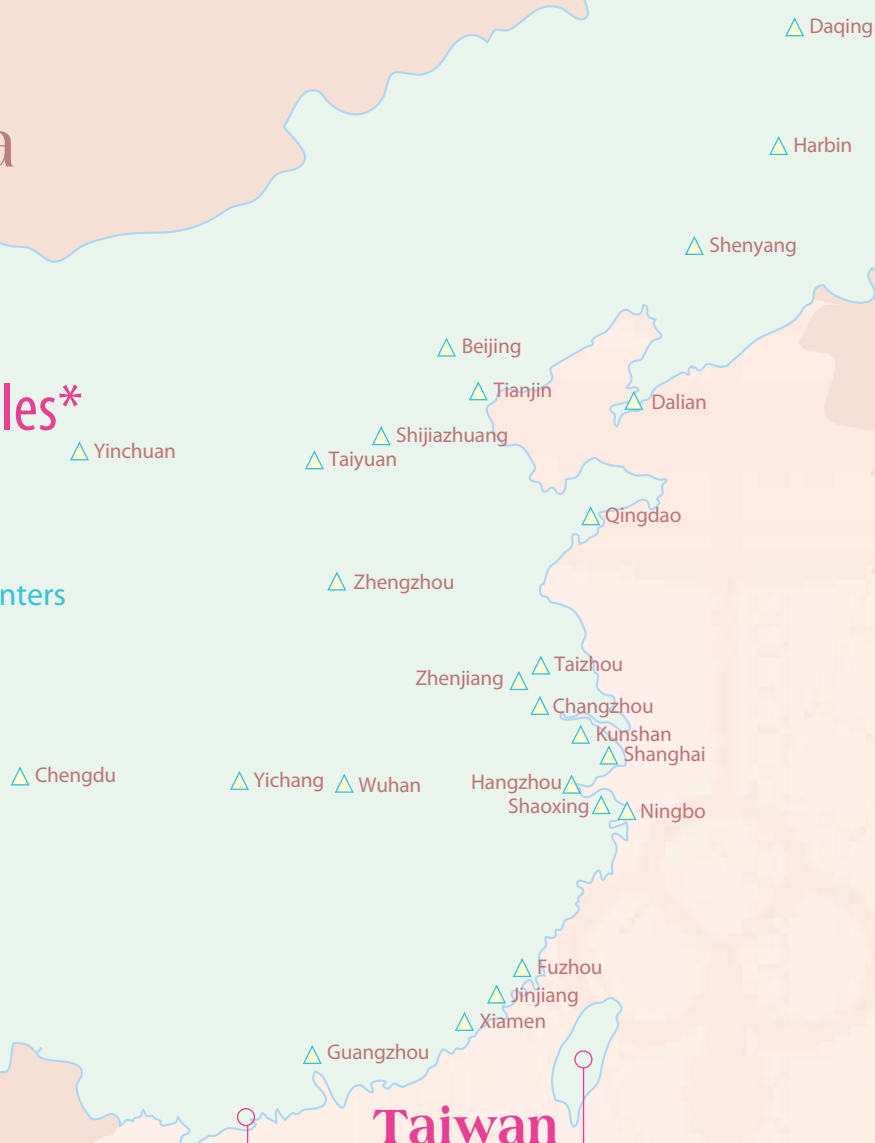 Daqing
a
Harbin
Shenyang
Beijing
les*
Tianjin
Dalian
Shijiazhuang
Yinchuan
Taiyuan
Qingdao
Zhengzhou
nters
Taizhou
Zhenjiang
Changzhou
Kunshan
Shanghai
Chengdu
Yichang
Wuhan
Hangzhou
Shaoxing
Ningbo
Fuzhou
Jinjiang
Xiamen
Guangzhou
Taiwan